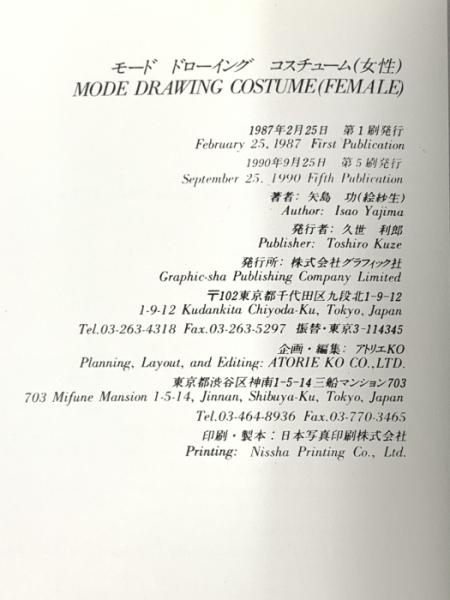 モード ドローイング コスチューム(女性)
MODE DRAWING COSTUME(FEMALE)
1987年2月25日 第1刷発行
February 25, 1987 First Publication
1990年9月25日 第5刷発行
September 25. 1990 Fifth Publication
著者: 矢島 功(絵紗生)
Author: Isao Yajima
発行者: 久世 利郎
Publisher: Toshiro Kuze
発行所: 株式会社グラフィック社
Graphic-sha Publishing Company Limited
〒102東京都千代田区九段北1-9-12
1-9-12 Kudankita Chiyoda-Ku, Tokyo, Japan
Tel.03-263-4318 Fax.03-263-5297 振替・東京3-114345
企画・編集: アトリエKO
Planning, Layout, and Editing: ATORIE KO CO.,LTD.
東京都渋谷区神南1-5-14三船マンション703
703 Mifune Mansion 1-5-14, Jinnan, Shibuya-Ku, Tokyo, Japan
Tel.03-464-8936 Fax.03-770-3465
印刷・製本: 日本写真印刷株式会社
Printing: Nissha Printing Co., Ltd.